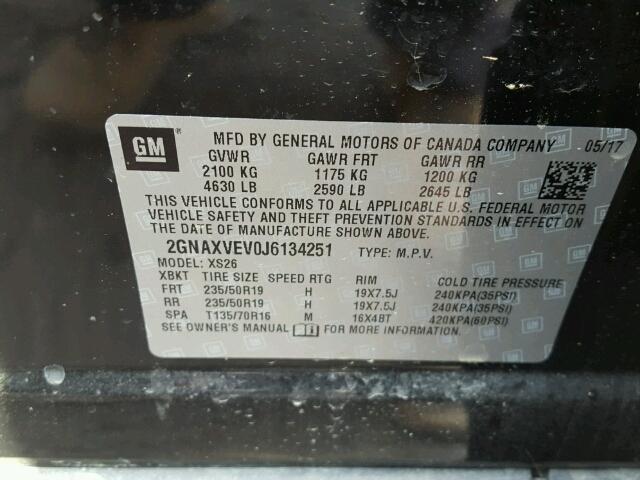 GM
MFD BY GENERAL MOTORS OF CANADA COMPANY 05/17
GVWR GAWR FRT GAWR RR
2100 KG 1175 KG 1200 KG
4630 LB 2590 LB 2645 LB
THIS VEHICLE CONFORMS TO ALL APPLICABLE U.S. FEDERAL MOTOR
VEHICLE SAFETY AND THEFT PREVENTION STANDARDS IN EFFECT ON
THE DATE OF MANUFACTURE SHOWN ABOVE.
2GNAXVEV0J6134251 TYPE: M.P.V.
MODEL: XS26
XBKT TIRE SIZE SPEED RTG RIM COLD TIRE PRESSURE
FRT 235/50R19 H 19X7.5J 240KPA(35PSI)
RR 235/50R19 H 19X7.5J 240KPA(35PSI)
SPA T135/70R16 M 16X4BT 420KPA(60PSI)
SEE OWNER'S MANUAL FOR MORE INFORMATION.